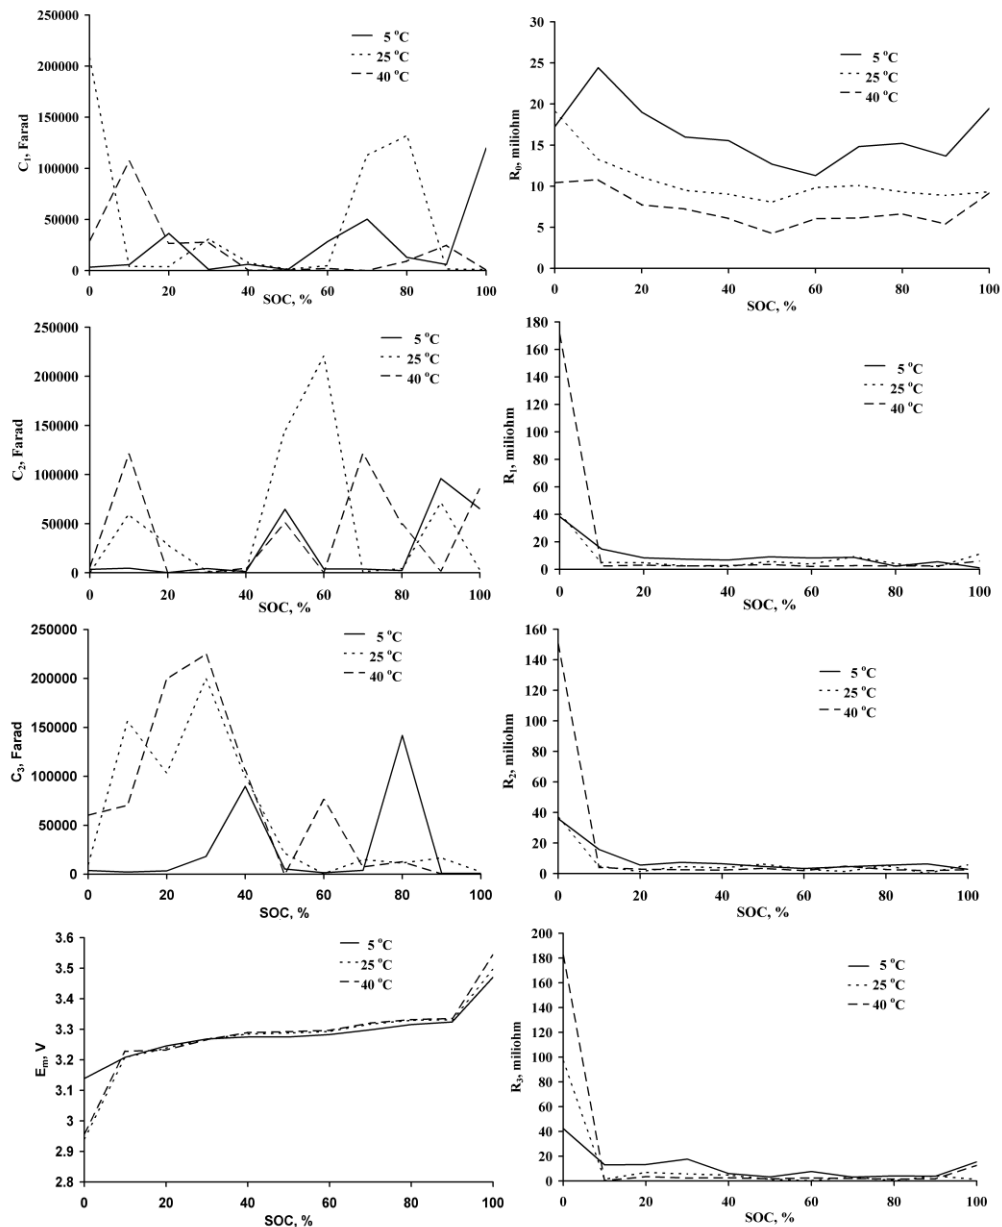 250000
200000
150000
100000
50000
0
C1, Farad
5 °C
25 °C
40 °C
0 20 40 60 80 100
SOC, %
30
25
20
15
10
5
0
R0, miliohm
5 °C
25 °C
40 °C
0 20 40 60 80 100
SOC, %
250000
200000
150000
100000
50000
0
C2, Farad
5 °C
25 °C
40 °C
0 20 40 60 80 100
SOC, %
180
160
140
120
100
80
60
40
20
0
R1, miliohm
5 °C
25 °C
40 °C
0 20 40 60 80 100
SOC, %
250000
200000
150000
100000
50000
0
C3, Farad
5 °C
25 °C
40 °C
0 20 40 60 80 100
SOC, %
160
140
120
100
80
60
40
20
0
R2, miliohm
5 °C
25 °C
40 °C
0 20 40 60 80 100
SOC, %
3.6
3.5
3.4
3.3
3.2
3.1
3
2.9
2.8
Em, V
5 °C
25 °C
40 °C
0 20 40 60 80 100
SOC, %
200
180
160
140
120
100
80
60
40
20
0
R3, miliohm
5 °C
25 °C
40 °C
0 20 40 60 80 100
SOC, %